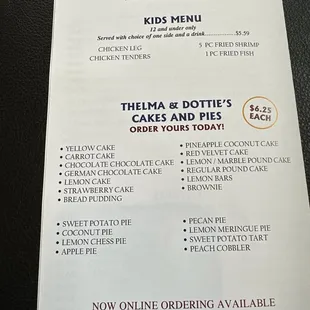 KIDS MENU
12 and under only
Served with choice of one side and a drink..................$5.59
CHICKEN LEG
CHICKEN TENDERS
5 PC FRIED SHRIMP
1 PC FRIED FISH
THELMA & DOTTIE'S
CAKES AND PIES
ORDER YOURS TODAY!
$6.25
EACH
• YELLOW CAKE
• CARROT CAKE
• CHOCOLATE CHOCOLATE CAKE
• GERMAN CHOCOLATE CAKE
• LEMON CAKE
• STRAWBERRY CAKE
• BREAD PUDDING
• PINEAPPLE COCONUT CAKE
• RED VELVET CAKE
• LEMON / MARBLE POUND CAKE
• REGULAR POUND CAKE
• LEMON BARS
• BROWNIE
• SWEET POTATO PIE
• COCONUT PIE
• LEMON CHESS PIE
• APPLE PIE
• PECAN PIE
• LEMON MERINGUE PIE
• SWEET POTATO TART
• PEACH COBBLER
NOW ONLINE ORDERING AVAILABLE